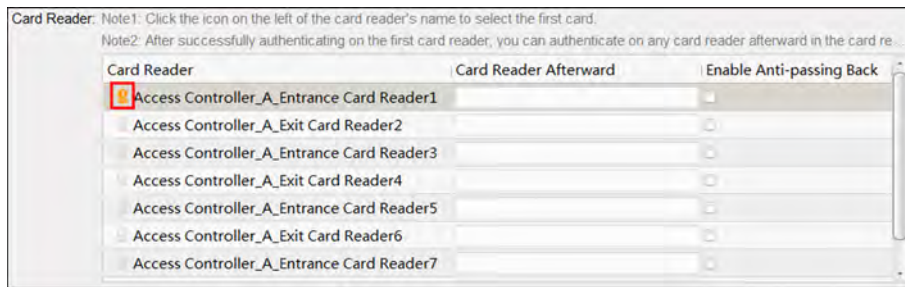 Card Reader: Note1: Click the icon on the left of the card reader's name to select the first card.
Note2: After successfully authenticating on the first card reader, you can authenticate on any card reader afterward in the card re...
Card Reader Card Reader Afterward Enable Anti-passing Back
Access Controller_A_Entrance Card Reader1
Access Controller_A_Exit Card Reader2
Access Controller_A_Entrance Card Reader3
Access Controller_A_Exit Card Reader4
Access Controller_A_Entrance Card Reader5
Access Controller_A_Exit Card Reader6
Access Controller_A_Entrance Card Reader7